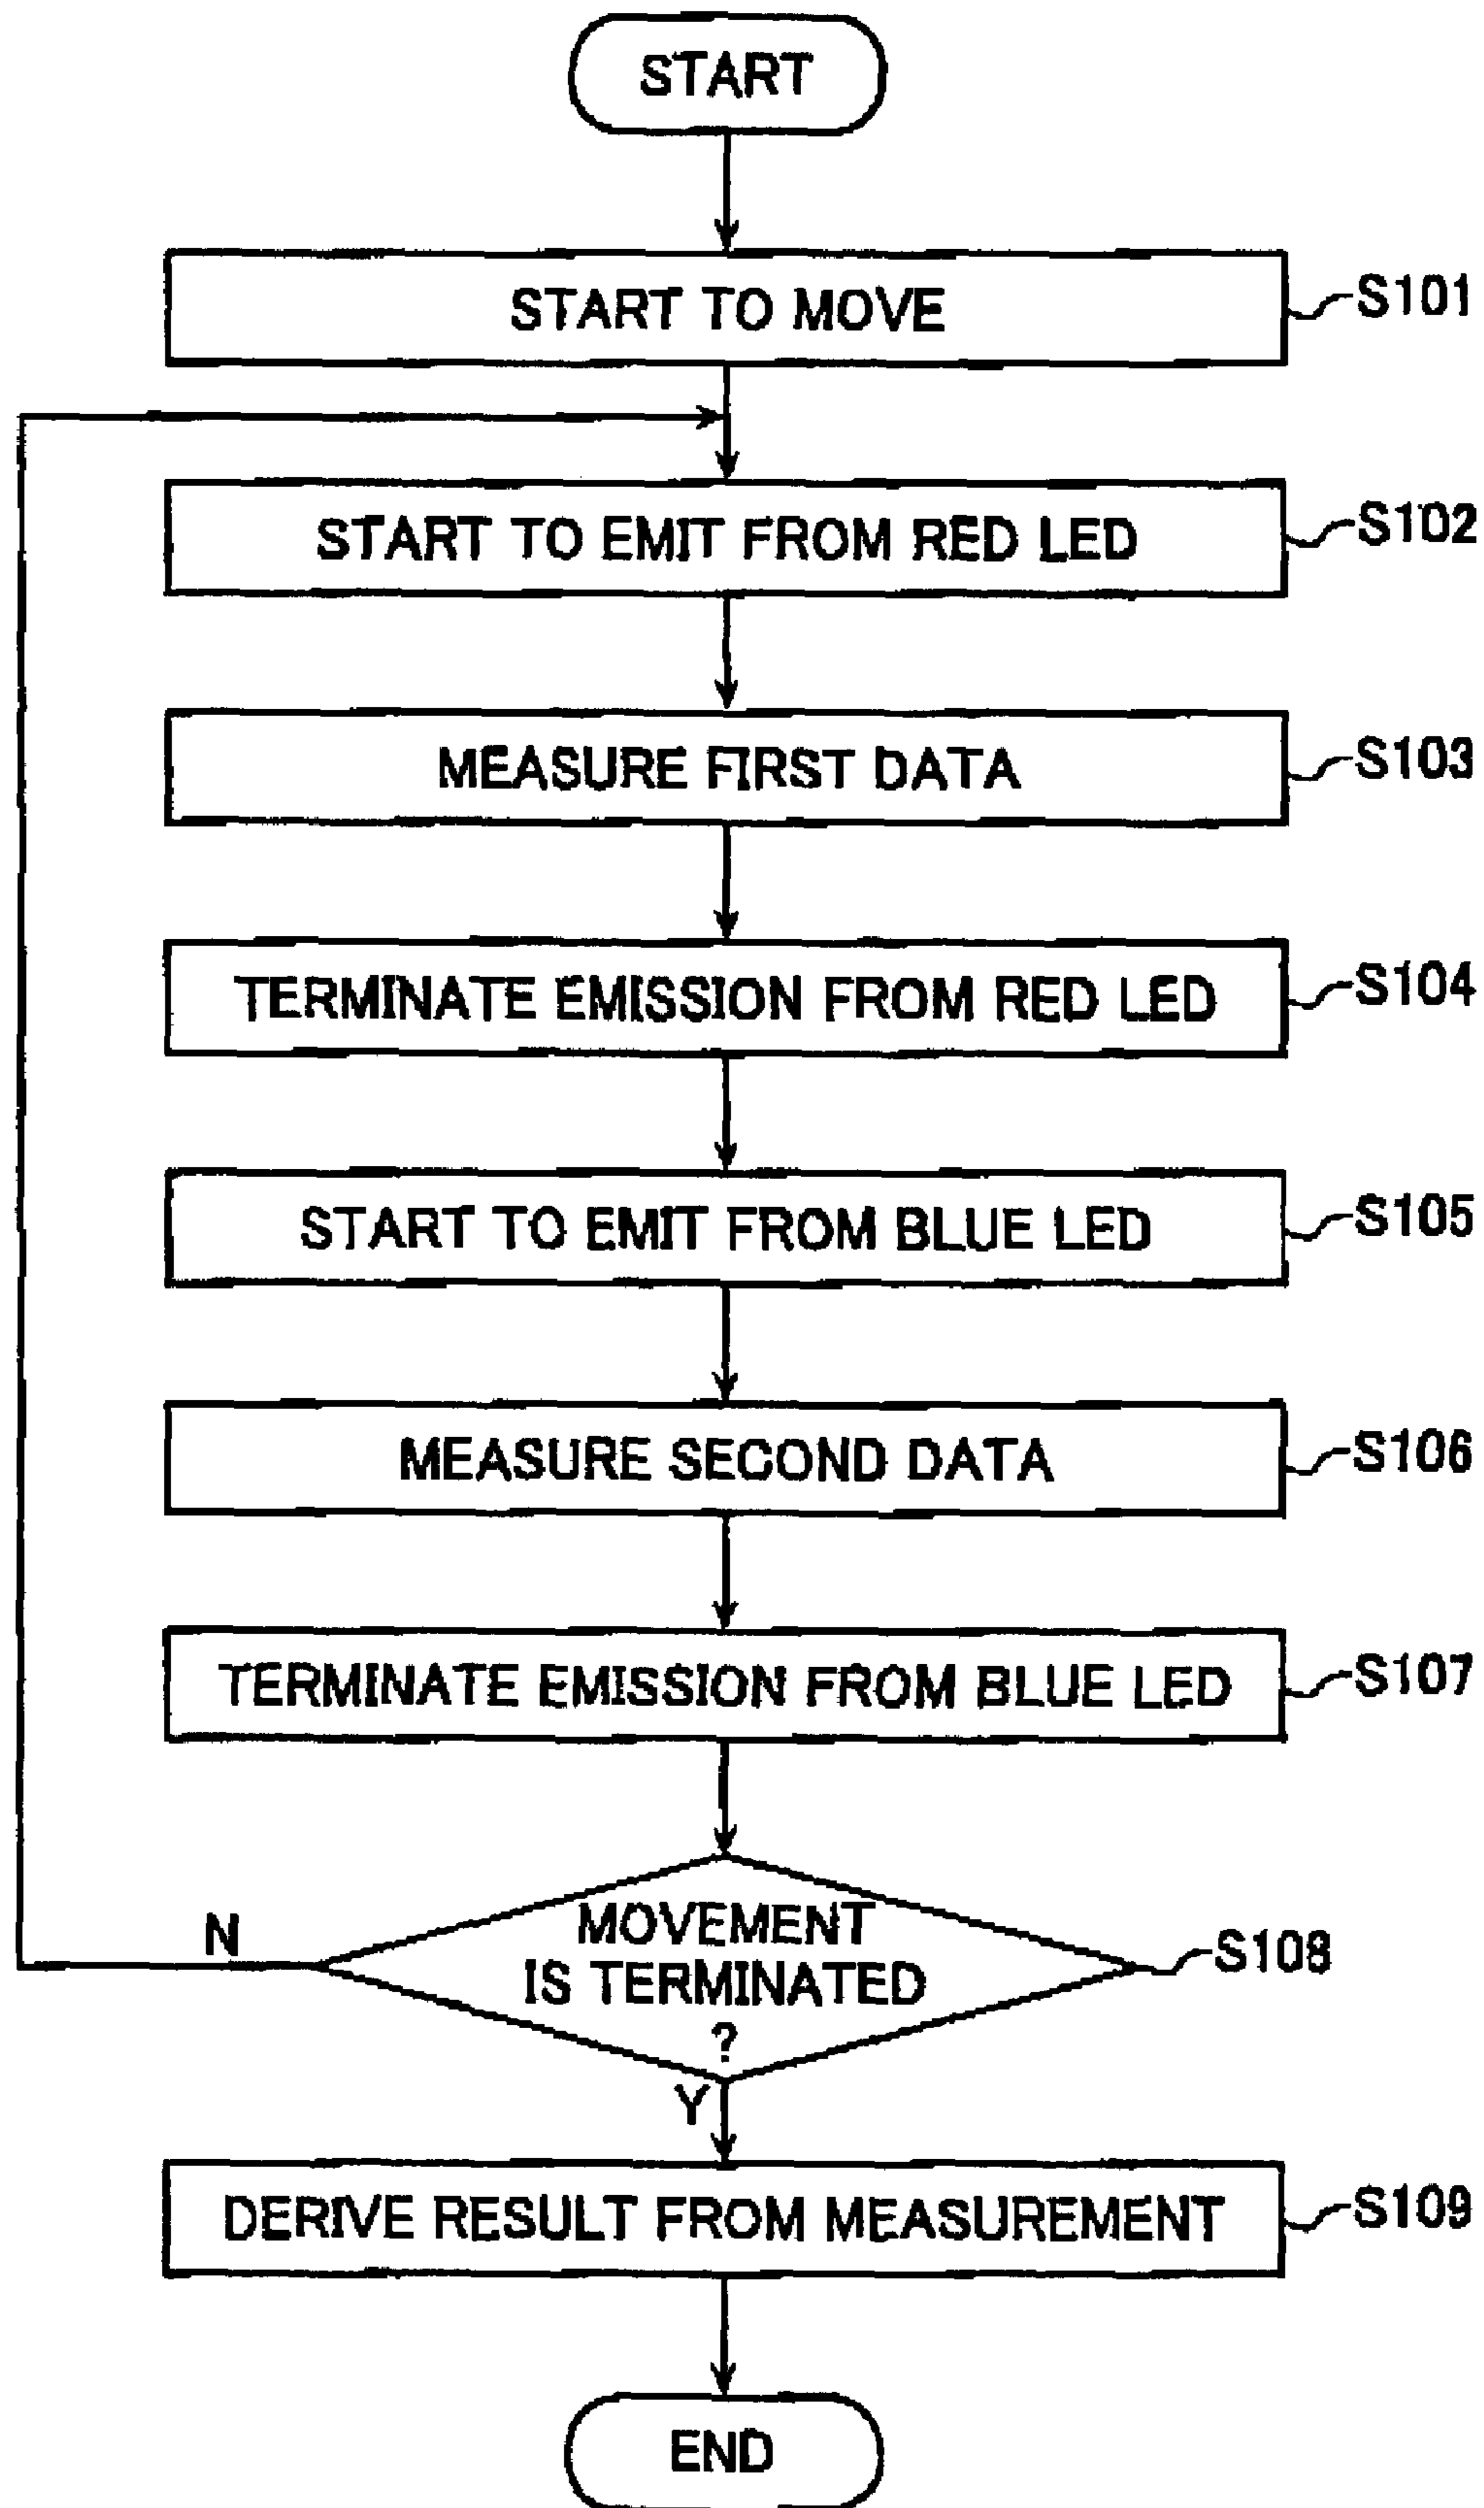 START
START TO MOVE
S101
START TO EMIT FROM RED LED
S102
MEASURE FIRST DATA
S103
TERMINATE EMISSION FROM RED LED
S104
START TO EMIT FROM BLUE LED
S105
MEASURE SECOND DATA
S106
TERMINATE EMISSION FROM BLUE LED
S107
MOVEMENT
IS TERMINATED
?
N
S108
Y
DERIVE RESULT FROM MEASUREMENT
S109
END